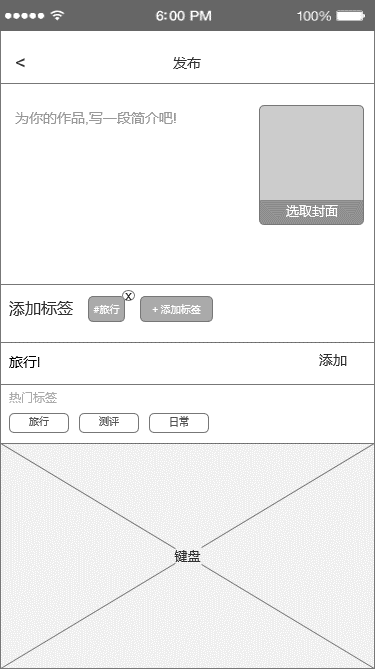 6:00 PM 100%
< 发布
为你的作品,写一段简介吧!
选取封面
添加标签 #旅行 X + 添加标签
旅行| 添加
热门标签
旅行 测评 日常
键盘